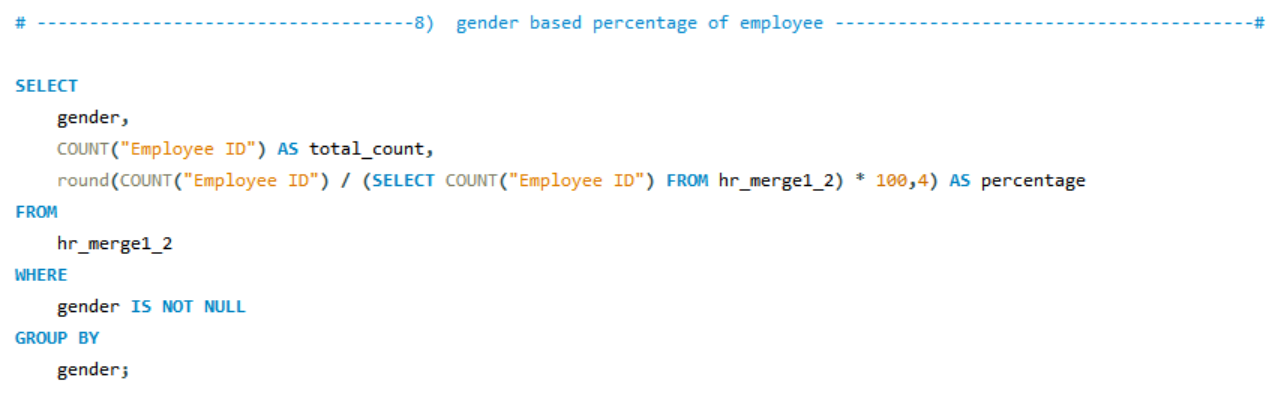 # ------------------------------------8)  gender based percentage of employee ----------------------------------------#
SELECT
    gender,
    COUNT("Employee ID") AS total_count,
    round(COUNT("Employee ID") / (SELECT COUNT("Employee ID") FROM hr_merge1_2) * 100,4) AS percentage
FROM
    hr_merge1_2
WHERE
    gender IS NOT NULL
GROUP BY
    gender;